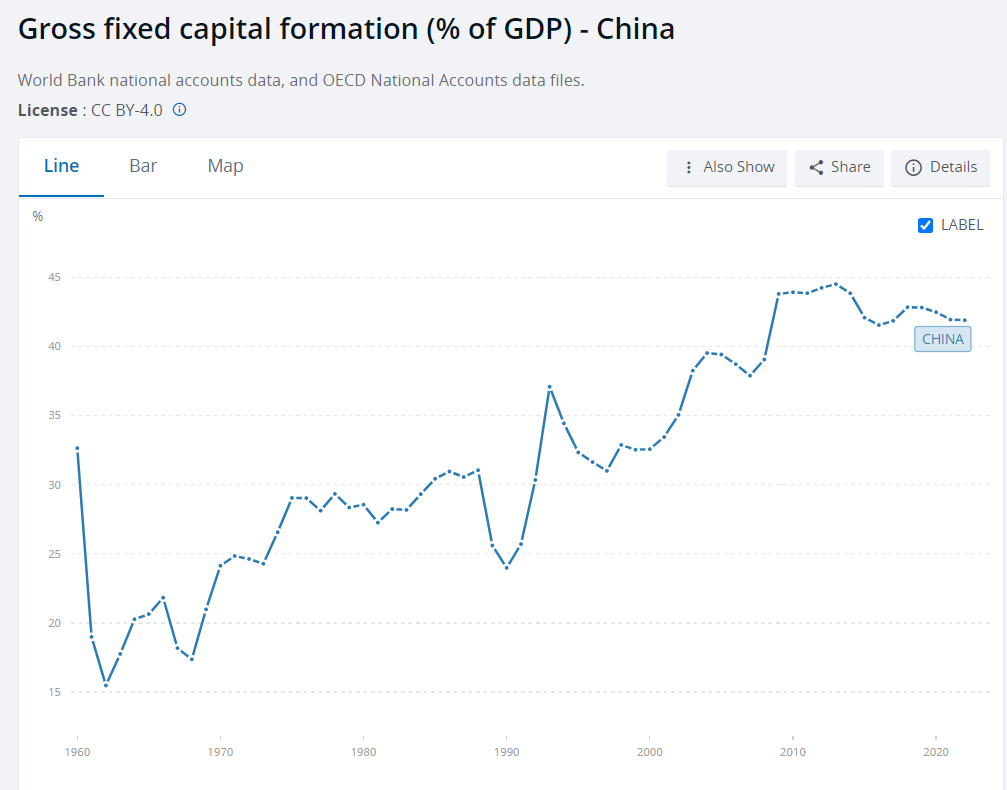 Gross fixed capital formation (% of GDP) - China
World Bank national accounts data, and OECD National Accounts data files.
License : CC BY-4.0
Line Bar Map Also Show Share Details
%
LABEL
45
40
35
30
25
20
15
CHINA
1960 1970 1980 1990 2000 2010 2020